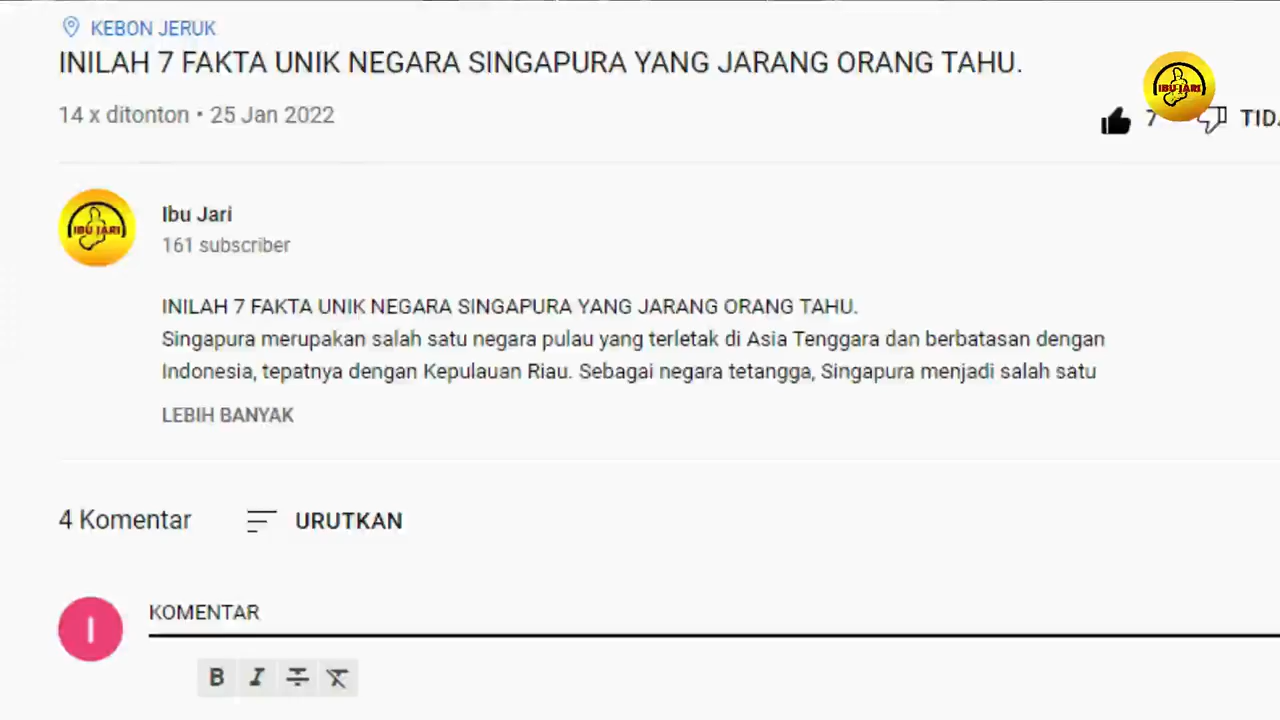 KEBON JERUK
INILAH 7 FAKTA UNIK NEGARA SINGAPURA YANG JARANG ORANG TAHU.
14 x ditonton • 25 Jan 2022
IBU JARI
7 TIDA
IBU JARI
Ibu Jari
161 subscriber
INILAH 7 FAKTA UNIK NEGARA SINGAPURA YANG JARANG ORANG TAHU.
Singapura merupakan salah satu negara pulau yang terletak di Asia Tenggara dan berbatasan dengan
Indonesia, tepatnya dengan Kepulauan Riau. Sebagai negara tetangga, Singapura menjadi salah satu
LEBIH BANYAK
4 Komentar URUTKAN
I
KOMENTAR
B I